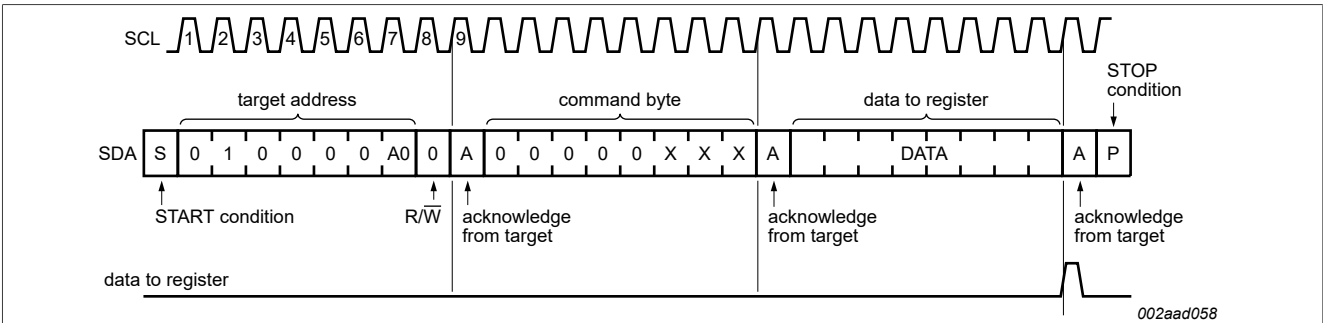 SCL 1 2 3 4 5 6 7 8 9
STOP
condition
target address command byte data to register
SDA S 0 1 0 0 0 0 A0 0 A 0 0 0 0 0 X X X A DATA A P
START condition R/W̅ acknowledge
from target acknowledge
from target acknowledge
from target
data to register
002aad058